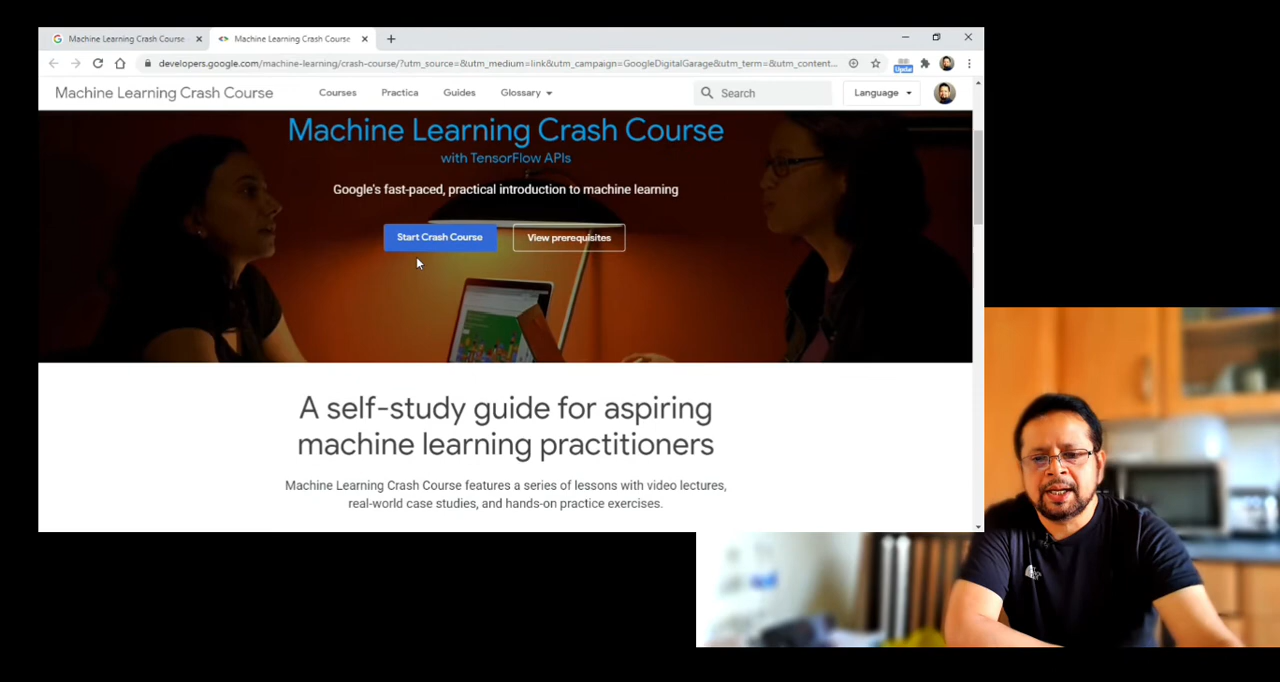 Machine Learning Crash Course
Machine Learning Crash Course
developers.google.com/machine-learning/crash-course/?utm_source=&utm_medium=link&utm_campaign=GoogleDigitalGarage&utm_term=&utm_content...
Update
Machine Learning Crash Course
Courses
Practica
Guides
Glossary
Search
Language
Machine Learning Crash Course
with TensorFlow APIs
Google's fast-paced, practical introduction to machine learning
Start Crash Course
View prerequisites
A self-study guide for aspiring
machine learning practitioners
Machine Learning Crash Course features a series of lessons with video lectures,
real-world case studies, and hands-on practice exercises.